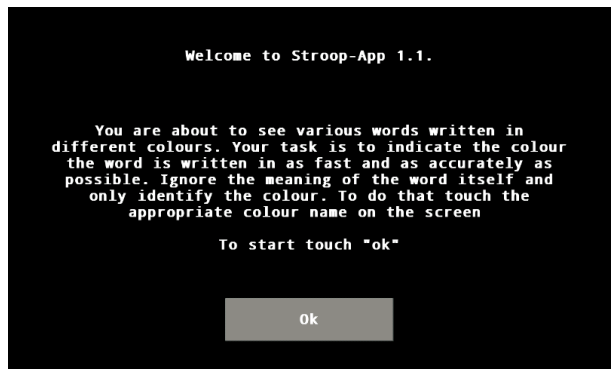 Welcome to Stroop-App 1.1.
You are about to see various words written in
different colours. Your task is to indicate the colour
the word is written in as fast and as accurately as
possible. Ignore the meaning of the word itself and
only identify the colour. To do that touch the
appropriate colour name on the screen
To start touch "ok"
Ok